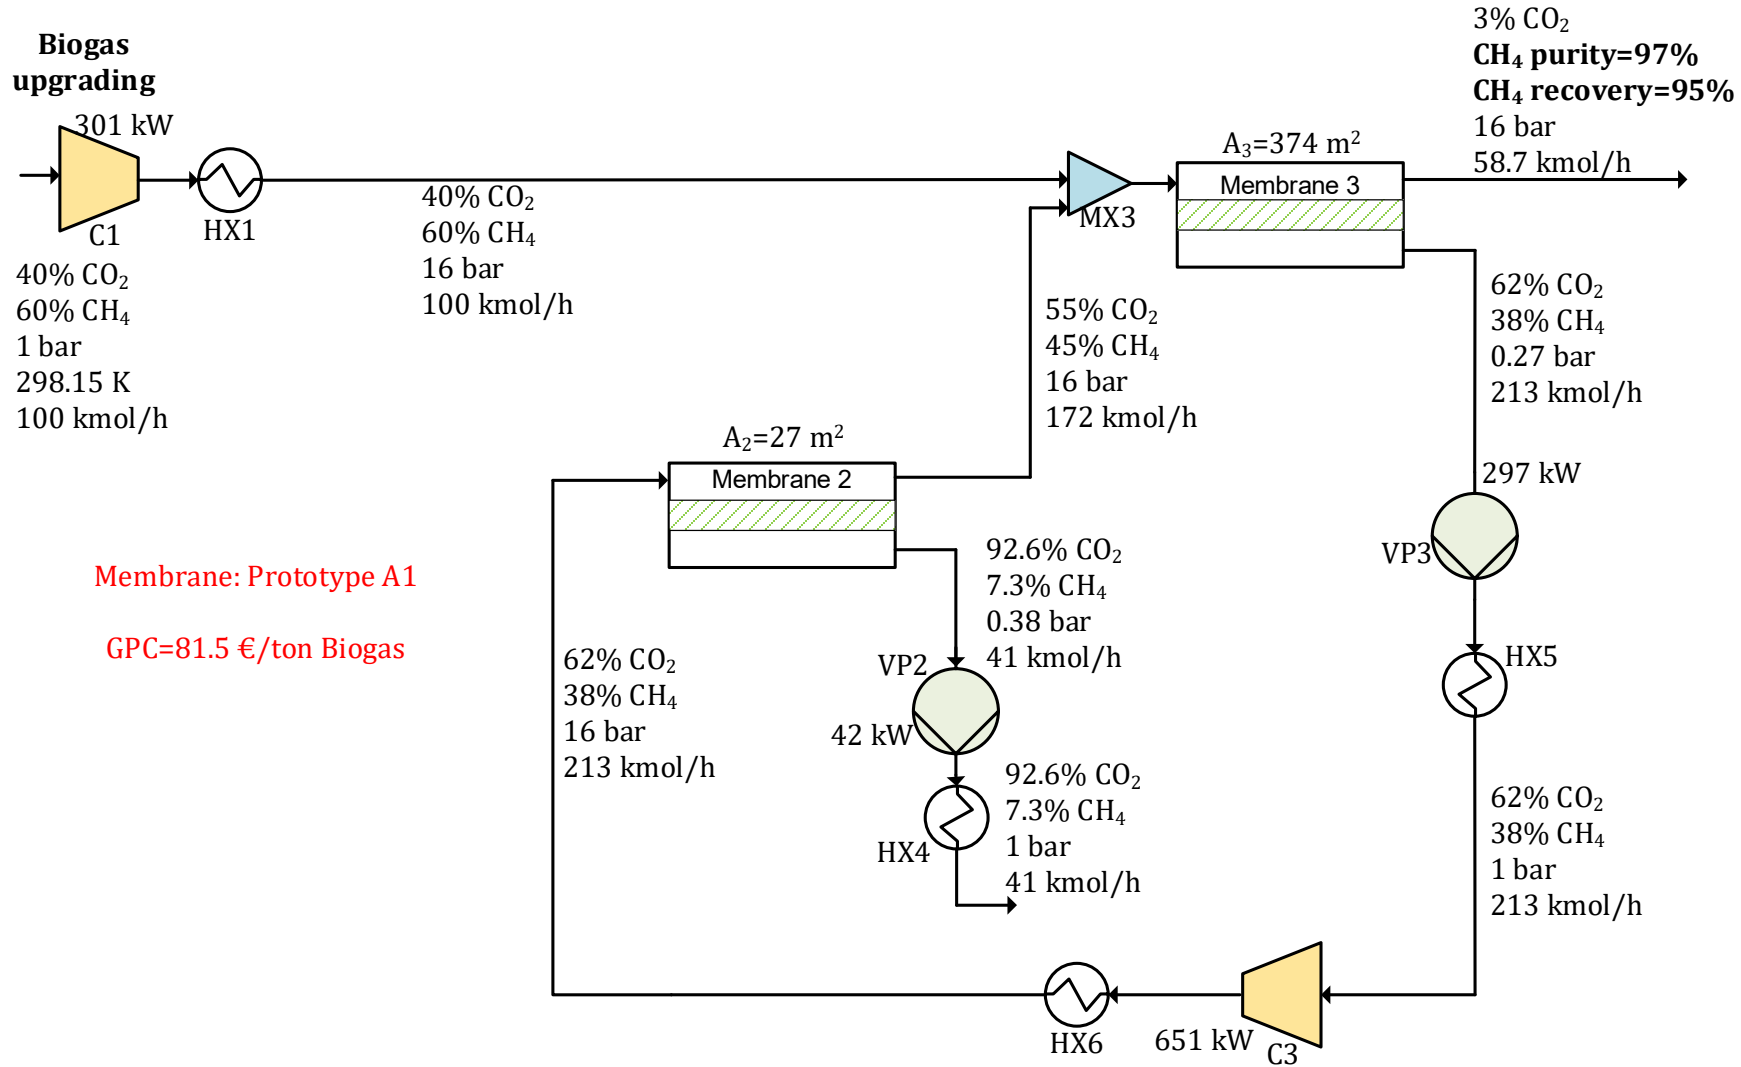 Biogas
upgrading
301 kW
C1
HX1
40% CO₂
60% CH₄
1 bar
298.15 K
100 kmol/h
40% CO₂
60% CH₄
16 bar
100 kmol/h
MX3
A₃=374 m²
Membrane 3
3% CO₂
CH₄ purity=97%
CH₄ recovery=95%
16 bar
58.7 kmol/h
62% CO₂
38% CH₄
0.27 bar
213 kmol/h
55% CO₂
45% CH₄
16 bar
172 kmol/h
A₂=27 m²
Membrane 2
297 kW
VP3
HX5
92.6% CO₂
7.3% CH₄
0.38 bar
41 kmol/h
VP2
42 kW
HX4
92.6% CO₂
7.3% CH₄
1 bar
41 kmol/h
Membrane: Prototype A1
GPC=81.5 €/ton Biogas
62% CO₂
38% CH₄
16 bar
213 kmol/h
62% CO₂
38% CH₄
1 bar
213 kmol/h
HX6
651 kW
C3